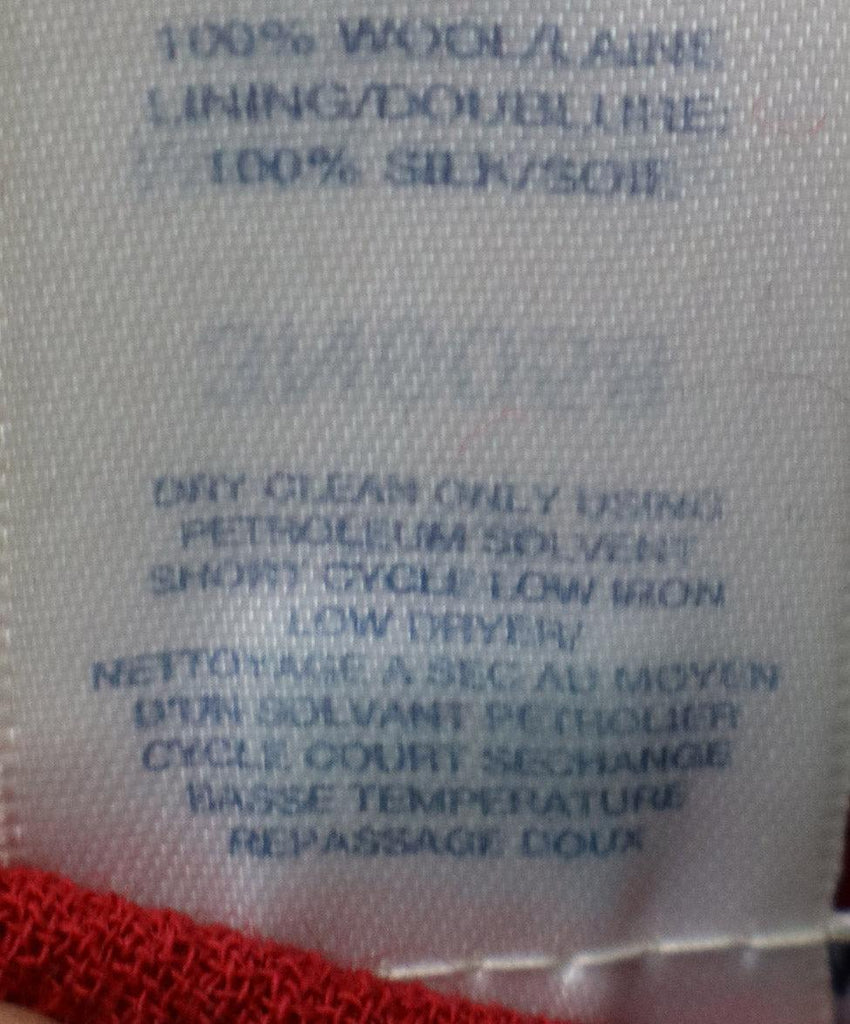 100% WOOL/LAINE
LINING/DOUBLURE:
100% SILK/SOIE
DRY CLEAN ONLY USING
PETROLEUM SOLVENT
SHORT CYCLE LOW IRON
LOW DRYER/
NETTOYAGE A SEC AU MOYEN
D'UN SOLVANT PETROLIER
CYCLE COURT SECHANGE
BASSE TEMPERATURE
REPASSAGE DOUX